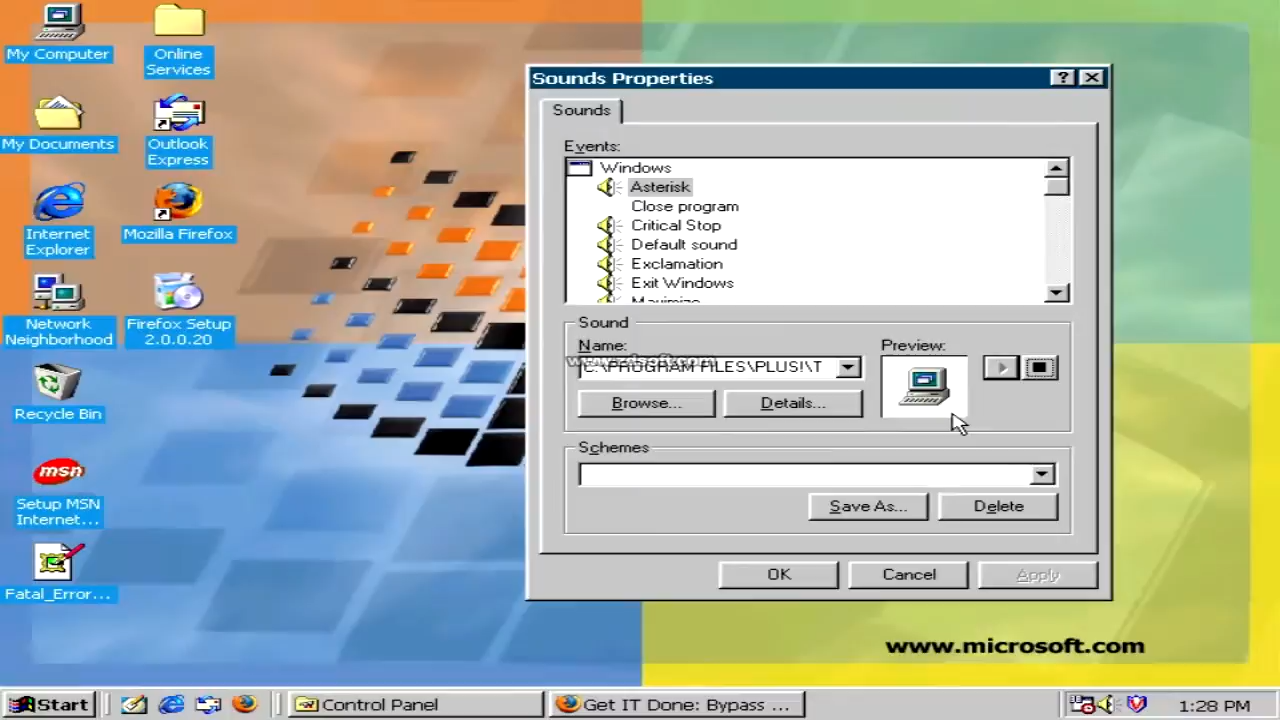 My Computer
Online
Services
My Documents
Outlook
Express
Internet
Explorer
Mozilla Firefox
Network
Neighborhood
Firefox Setup
2.0.0.20
Recycle Bin
msn
Setup MSN
Internet...
Fatal_Error...
Sounds Properties
Sounds
Events:
Windows
Asterisk
Close program
Critical Stop
Default sound
Exclamation
Exit Windows
Maximize
Sound
Name:
C:\PROGRAM FILES\PLUS!\T
Preview:
Browse...
Details...
Schemes
Save As...
Delete
OK
Cancel
Apply
www.microsoft.com
Start
Control Panel
Get IT Done: Bypass ...
1:28 PM